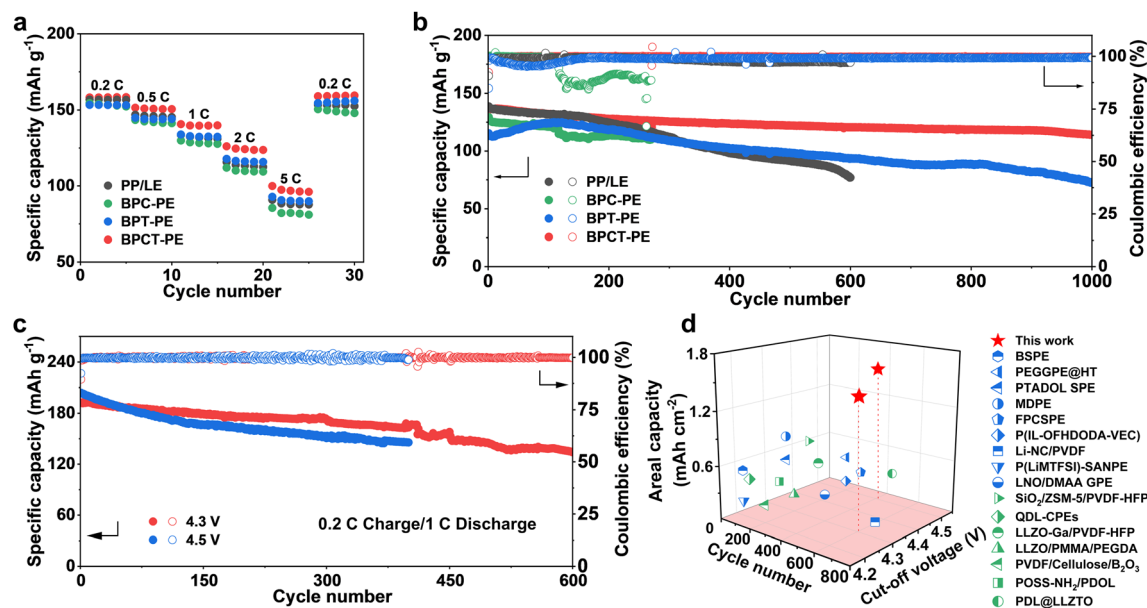 a
Specific capacity (mAh g⁻¹)
200
150
100
50
0.2 C
0.5 C
1 C
2 C
5 C
0.2 C
PP/LE
BPC-PE
BPT-PE
BPCT-PE
0
10
20
30
Cycle number
b
Specific capacity (mAh g⁻¹)
200
150
100
50
0
PP/LE
BPC-PE
BPT-PE
BPCT-PE
100
75
50
25
0
Coulombic efficiency (%)
0
200
400
600
800
1000
Cycle number
c
Specific capacity (mAh g⁻¹)
240
180
120
60
0
4.3 V
4.5 V
0.2 C Charge/1 C Discharge
100
75
50
25
0
Coulombic efficiency (%)
0
150
300
450
600
Cycle number
d
Areal capacity
(mAh cm⁻²)
1.8
1.2
0.6
0
200
400
600
800
Cycle number
4.2
4.3
4.4
4.5
Cut-off voltage (V)
This work
BSPE
PEGGPE@HT
PTADOL SPE
MDPE
FPCSPE
P(IL-OFHDODA-VEC)
Li-NC/PVDF
P(LiMTFSI)-SANPE
LNO/DMAA GPE
SiO₂/ZSM-5/PVDF-HFP
QDL-CPEs
LLZO-Ga/PVDF-HFP
LLZO/PMMA/PEGDA
PVDF/Cellulose/B₂O₃
POSS-NH₂/PDOL
PDL@LLZTO